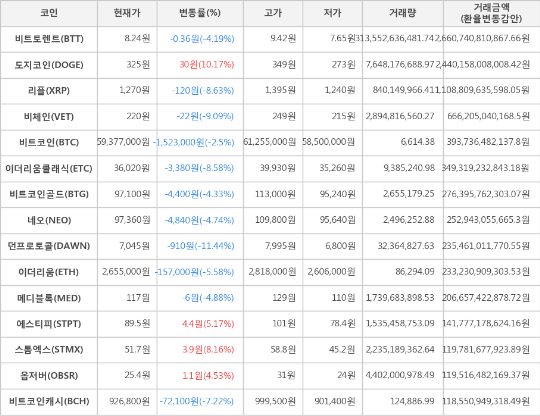 코인 현재가 변동률(%) 고가 저가 거래량 거래금액
(환율변동감안)
비트토렌트(BTT) 8.24원 -0.36원(-4.19%) 9.42원 7.65원 313,552,636,481.74 2,660,740,810,867.66원
도지코인(DOGE) 325원 30원(10.17%) 349원 273원 7,648,176,688.97 2,440,158,008,008.42원
리플(XRP) 1,270원 -120원(-8.63%) 1,395원 1,240원 840,149,966.41 1,108,809,635,598.05원
비체인(VET) 220원 -22원(-9.09%) 249원 215원 2,894,816,560.27 666,205,040,168.5원
비트코인(BTC) 59,377,000원 -1,523,000원(-2.5%) 61,255,000원 58,500,000원 6,614.38 393,736,482,137.8원
이더리움클래식(ETC) 36,020원 -3,380원(-8.58%) 39,930원 35,260원 9,385,240.98 349,319,232,843.18원
비트코인골드(BTG) 97,100원 -4,400원(-4.33%) 113,000원 95,240원 2,655,179.25 276,395,762,303.07원
네오(NEO) 97,360원 -4,840원(-4.74%) 109,800원 95,640원 2,496,252.88 252,943,055,665.3원
던프로토콜(DAWN) 7,045원 -910원(-11.44%) 7,995원 6,800원 32,364,827.63 235,461,011,770.55원
이더리움(ETH) 2,655,000원 -157,000원(-5.58%) 2,818,000원 2,606,000원 86,294.09 233,230,909,303.53원
메디블록(MED) 117원 -6원(-4.88%) 129원 110원 1,739,683,898.53 206,657,422,878.72원
에스티피(STPT) 89.5원 4.4원(5.17%) 101원 78.4원 1,535,458,753.09 141,777,178,624.16원
스톰엑스(STMX) 51.7원 3.9원(8.16%) 58.8원 45.2원 2,235,189,362.64 119,781,677,923.89원
옵저버(OBSR) 25.4원 1.1원(4.53%) 31원 24원 4,402,000,978.49 119,516,482,169.37원
비트코인캐시(BCH) 926,800원 -72,100원(-7.22%) 999,500원 901,400원 124,886.99 118,550,949,318.49원